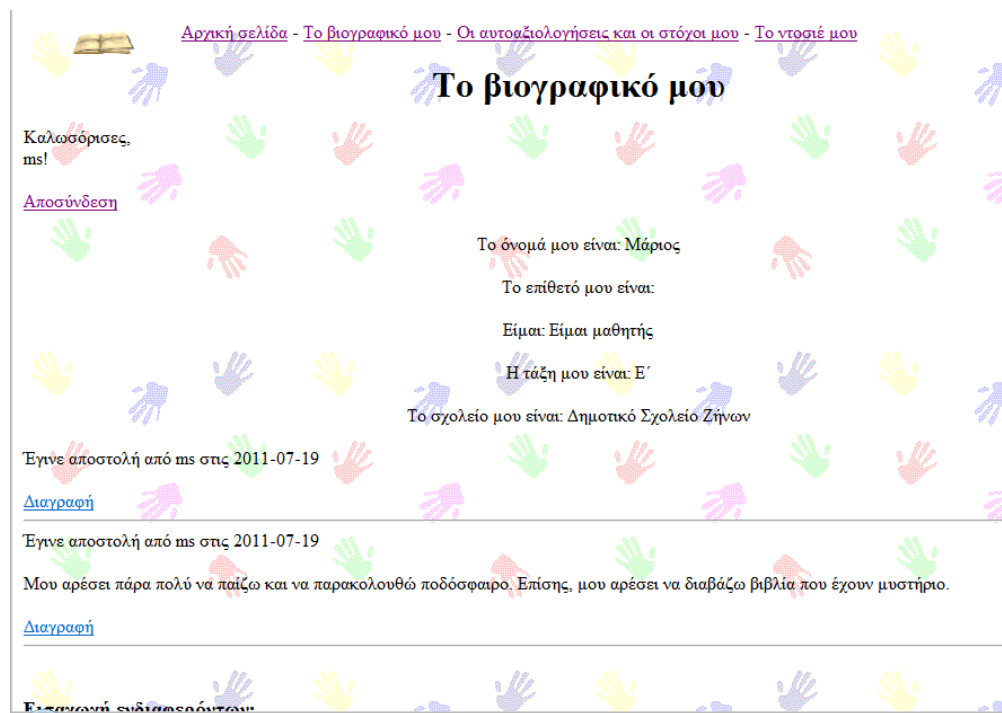 Αρχική σελίδα - Το βιογραφικό μου - Οι αυτοαξιολογήσεις και οι στόχοι μου - Το ντοσιέ μου
Το βιογραφικό μου
Καλωσόρισες,
ms!
Αποσύνδεση
Το όνομά μου είναι: Μάριος
Το επίθετό μου είναι:
Είμαι: Είμαι μαθητής
Η τάξη μου είναι: Ε΄
Το σχολείο μου είναι: Δημοτικό Σχολείο Ζήνων
Έγινε αποστολή από ms στις 2011-07-19
Διαγραφή
Έγινε αποστολή από ms στις 2011-07-19
Μου αρέσει πάρα πολύ να παίζω και να παρακολουθώ ποδόσφαιρο. Επίσης, μου αρέσει να διαβάζω βιβλία που έχουν μυστήριο.
Διαγραφή
ενδιαφερόντων: